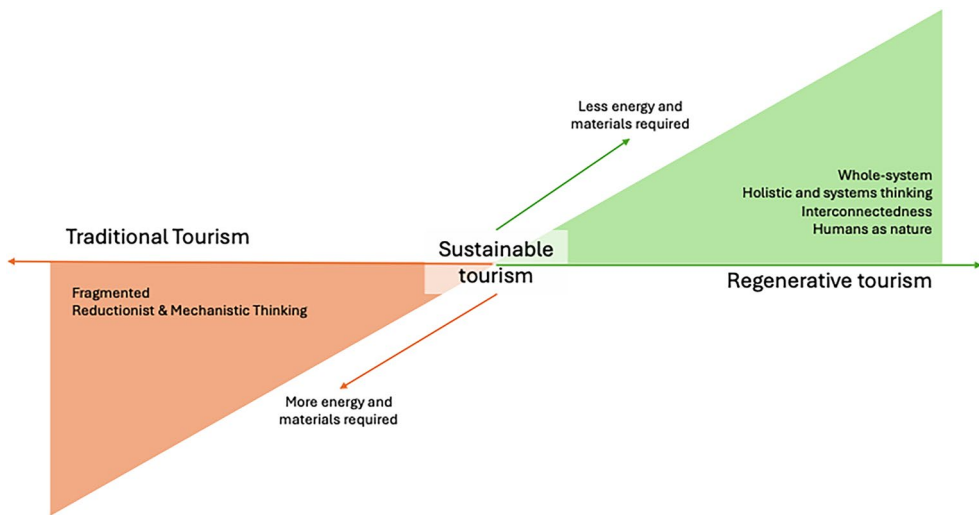 Less energy and
materials required
Whole-system
Holistic and systems thinking
Interconnectedness
Humans as nature
Traditional Tourism
Sustainable
tourism
Regenerative tourism
Fragmented
Reductionist & Mechanistic Thinking
More energy and
materials required